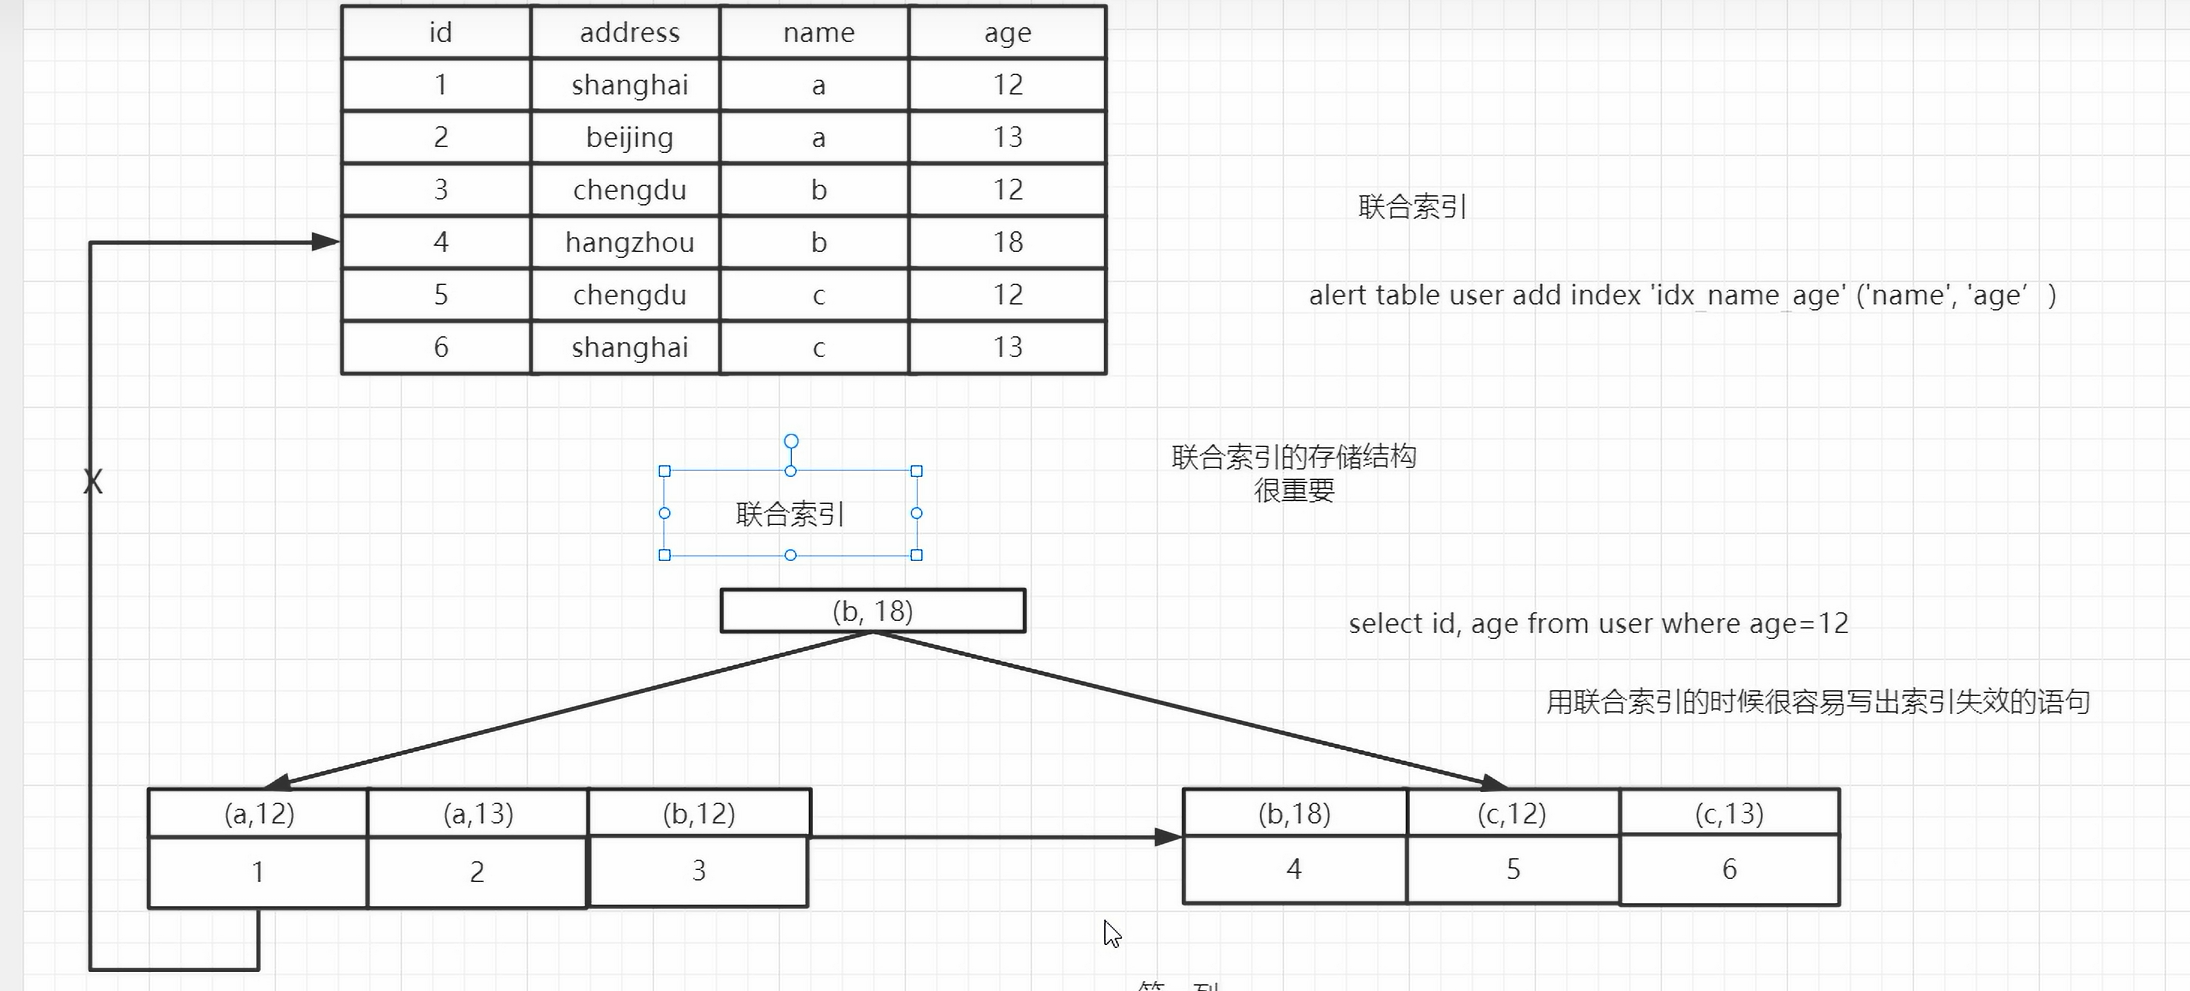 id address name age
1 shanghai a 12
2 beijing a 13
3 chengdu b 12
4 hangzhou b 18
5 chengdu c 12
6 shanghai c 13
联合索引
alert table user add index 'idx_name_age' ('name', 'age’ )
X
联合索引的存储结构
很重要
联合索引
(b, 18)
select id, age from user where age=12
用联合索引的时候很容易写出索引失效的语句
(a,12) (a,13) (b,12) (b,18) (c,12) (c,13)
1 2 3 4 5 6